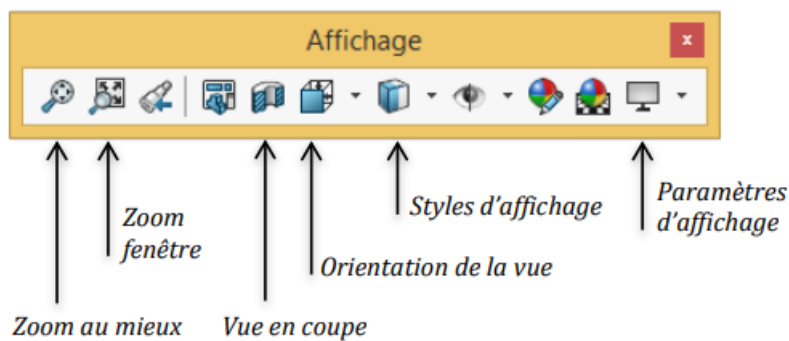 Affichage
x
Zoom
fenêtre
Styles d'affichage
Paramètres
d'affichage
Orientation de la vue
Zoom au mieux
Vue en coupe